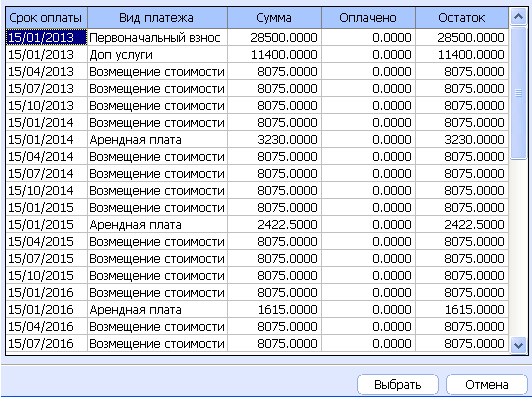 Срок оплаты Вид платежа Сумма Оплачено Остаток
15/01/2013 Первоначальный взнос 28500.0000 0.0000 28500.0000
15/01/2013 Доп услуги 11400.0000 0.0000 11400.0000
15/04/2013 Возмещение стоимости 8075.0000 0.0000 8075.0000
15/07/2013 Возмещение стоимости 8075.0000 0.0000 8075.0000
15/10/2013 Возмещение стоимости 8075.0000 0.0000 8075.0000
15/01/2014 Возмещение стоимости 8075.0000 0.0000 8075.0000
15/01/2014 Арендная плата 3230.0000 0.0000 3230.0000
15/04/2014 Возмещение стоимости 8075.0000 0.0000 8075.0000
15/07/2014 Возмещение стоимости 8075.0000 0.0000 8075.0000
15/10/2014 Возмещение стоимости 8075.0000 0.0000 8075.0000
15/01/2015 Возмещение стоимости 8075.0000 0.0000 8075.0000
15/01/2015 Арендная плата 2422.5000 0.0000 2422.5000
15/04/2015 Возмещение стоимости 8075.0000 0.0000 8075.0000
15/07/2015 Возмещение стоимости 8075.0000 0.0000 8075.0000
15/10/2015 Возмещение стоимости 8075.0000 0.0000 8075.0000
15/01/2016 Возмещение стоимости 8075.0000 0.0000 8075.0000
15/01/2016 Арендная плата 1615.0000 0.0000 1615.0000
15/04/2016 Возмещение стоимости 8075.0000 0.0000 8075.0000
15/07/2016 Возмещение стоимости 8075.0000 0.0000 8075.0000
Выбрать Отмена